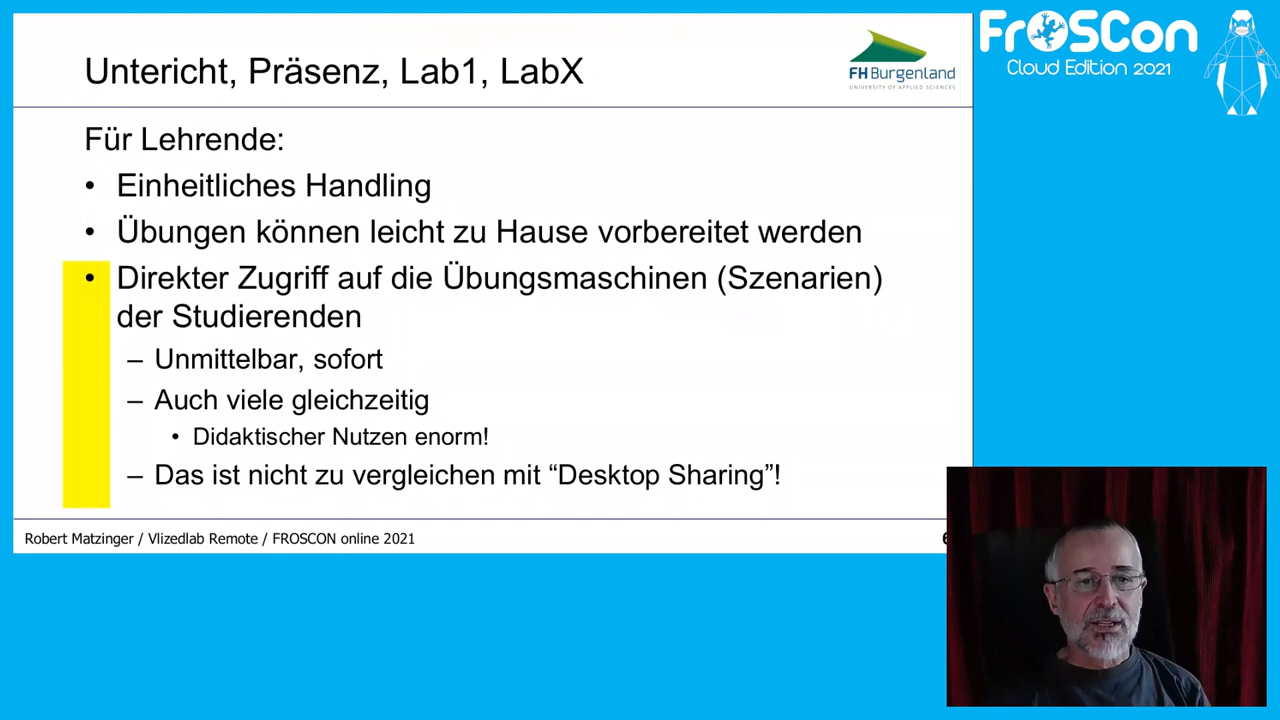 Untericht, Präsenz, Lab1, LabX
FH Burgenland
UNIVERSITY OF APPLIED SCIENCES
FrOSCon
Cloud Edition 2021
Für Lehrende:
• Einheitliches Handling
• Übungen können leicht zu Hause vorbereitet werden
• Direkter Zugriff auf die Übungsmaschinen (Szenarien)
der Studierenden
– Unmittelbar, sofort
– Auch viele gleichzeitig
• Didaktischer Nutzen enorm!
– Das ist nicht zu vergleichen mit “Desktop Sharing”!
Robert Matzinger / Vlizedlab Remote / FROSCON online 2021